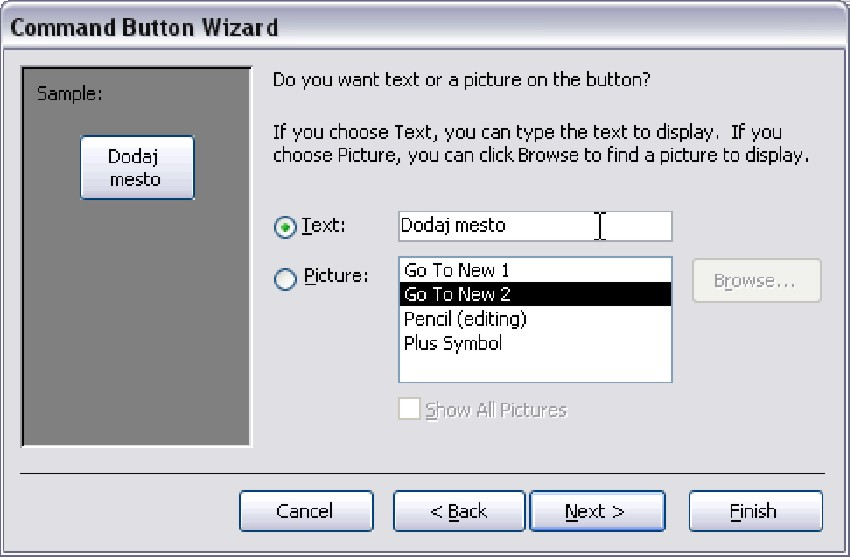 Command Button Wizard
Sample:
Dodaj
mesto
Do you want text or a picture on the button?
If you choose Text, you can type the text to display. If you
choose Picture, you can click Browse to find a picture to display.
Text:
Dodaj mesto
Picture:
Go To New 1
Go To New 2
Pencil (editing)
Plus Symbol
Browse...
Show All Pictures
Cancel
< Back
Next >
Finish